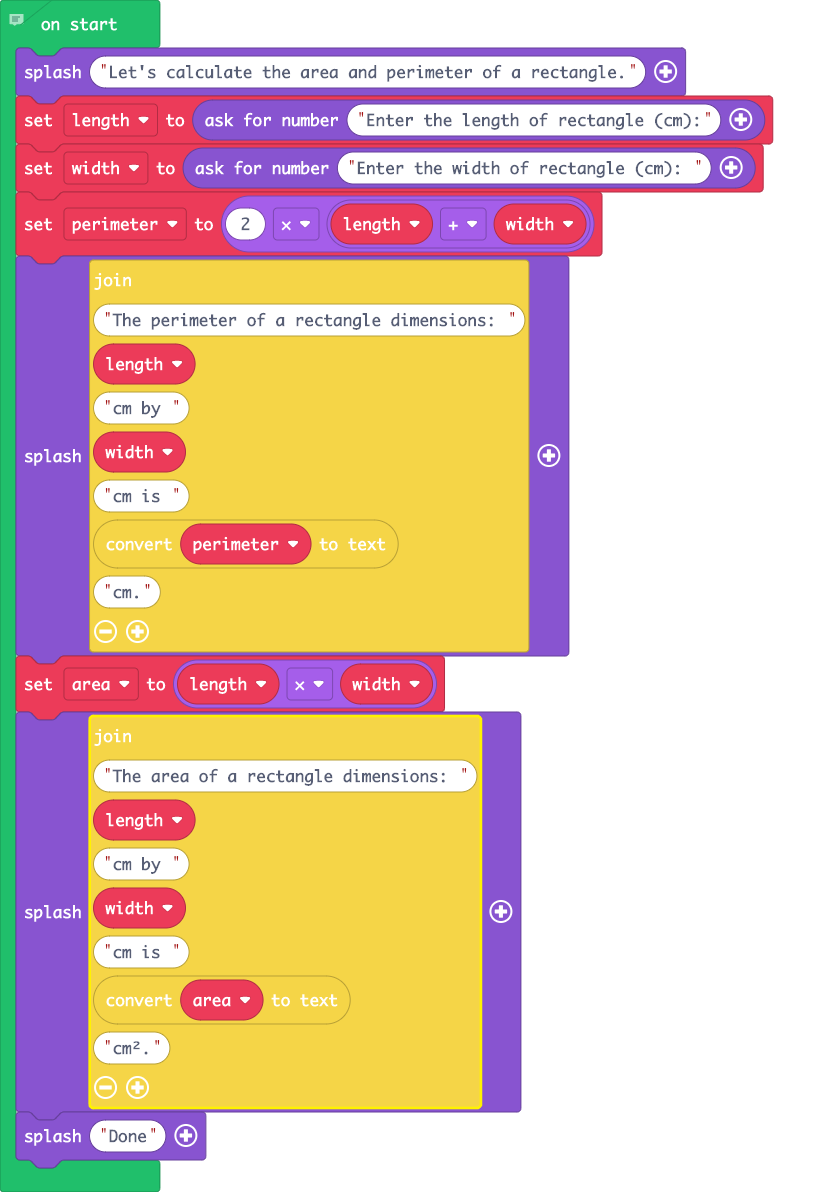 on start
splash "Let's calculate the area and perimeter of a rectangle."
set length to ask for number "Enter the length of rectangle (cm):"
set width to ask for number "Enter the width of rectangle (cm): "
set perimeter to 2 × length + width
join
"The perimeter of a rectangle dimensions: "
length
"cm by "
width
splash
"cm is "
convert perimeter to text
"cm."
set area to length × width
join
"The area of a rectangle dimensions: "
length
"cm by "
width
splash
"cm is "
convert area to text
"cm²."
splash "Done"